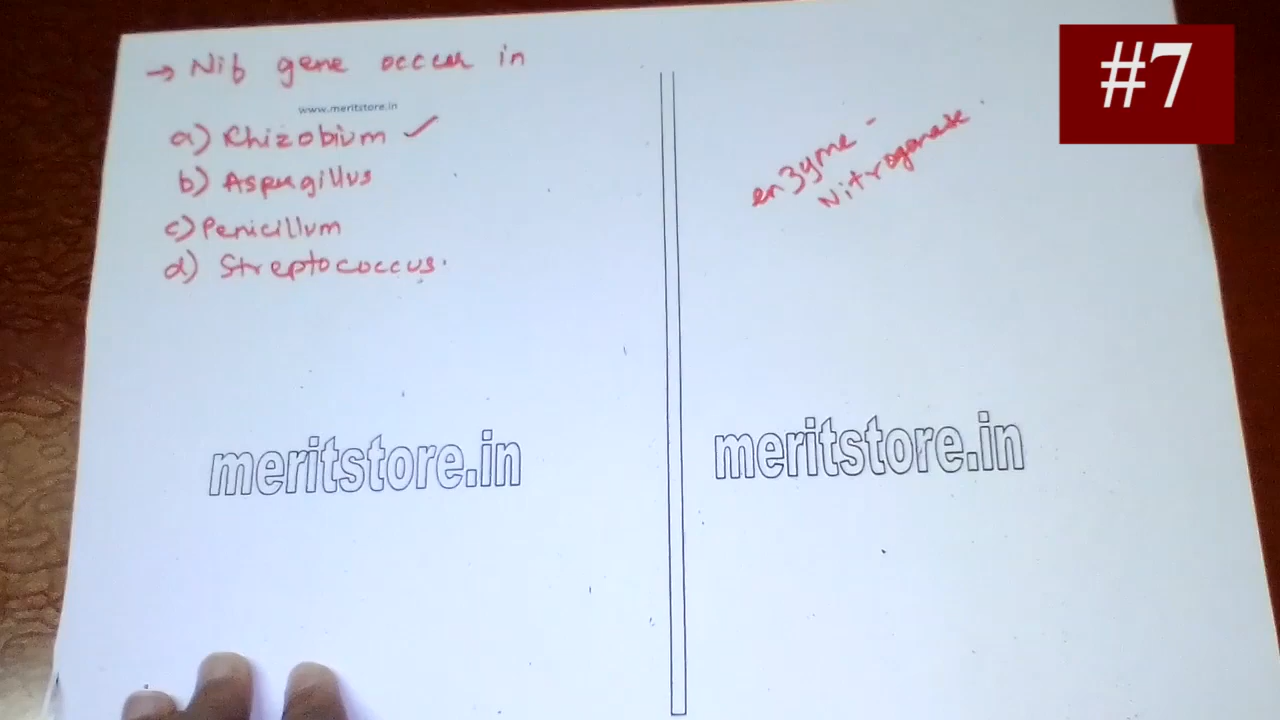 → Nif gene occur in
www.meritstore.in
a) Rhizobium ✓
b) Aspergillus
c) Penicillum
d) Streptococcus.
enzyme -
Nitrogenase.
#7
meritstore.in
meritstore.in